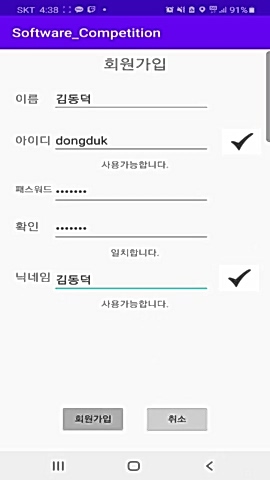 SKT 4:38 91%
Software_Competition
회원가입
이름 김동덕
아이디 dongduk
사용가능합니다.
패스워드 •••••••
확인 •••••••
일치합니다.
닉네임 김동덕
사용가능합니다.
회원가입 취소